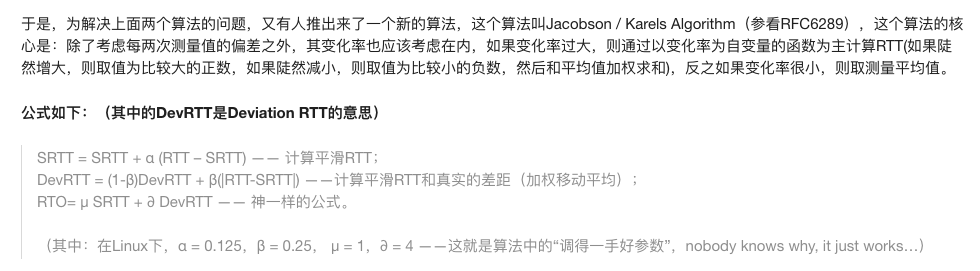 于是，为解决上面两个算法的问题，又有人推出来了一个新的算法，这个算法叫Jacobson / Karels Algorithm（参看RFC6289），这个算法的核
心是：除了考虑每两次测量值的偏差之外，其变化率也应该考虑在内，如果变化率过大，则通过以变化率为自变量的函数为主计算RTT(如果陡
然增大，则取值为比较大的正数，如果陡然减小，则取值为比较小的负数，然后和平均值加权求和)，反之如果变化率很小，则取测量平均值。
公式如下：（其中的DevRTT是Deviation RTT的意思）
SRTT = SRTT + α (RTT – SRTT) —— 计算平滑RTT；
DevRTT = (1-β)DevRTT + β(|RTT-SRTT|) ——计算平滑RTT和真实的差距（加权移动平均）；
RTO= µ SRTT + ∂ DevRTT —— 神一样的公式。
（其中：在Linux下，α = 0.125，β = 0.25， µ = 1，∂ = 4 ——这就是算法中的“调得一手好参数”，nobody knows why, it just works…）